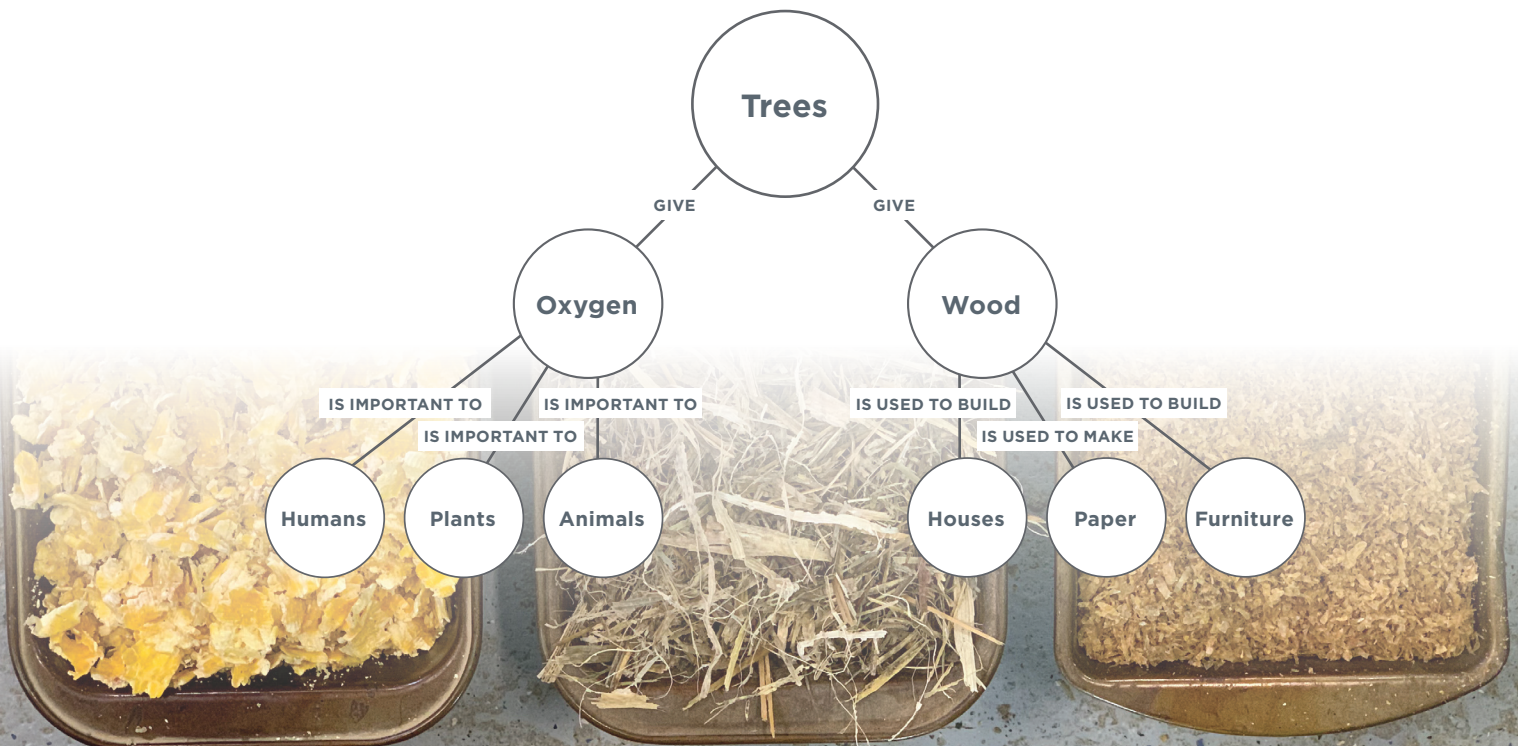 Trees
GIVE
GIVE
Oxygen
Wood
IS IMPORTANT TO
IS IMPORTANT TO
IS USED TO BUILD
IS USED TO BUILD
IS IMPORTANT TO
IS USED TO MAKE
Humans
Plants
Animals
Houses
Paper
Furniture